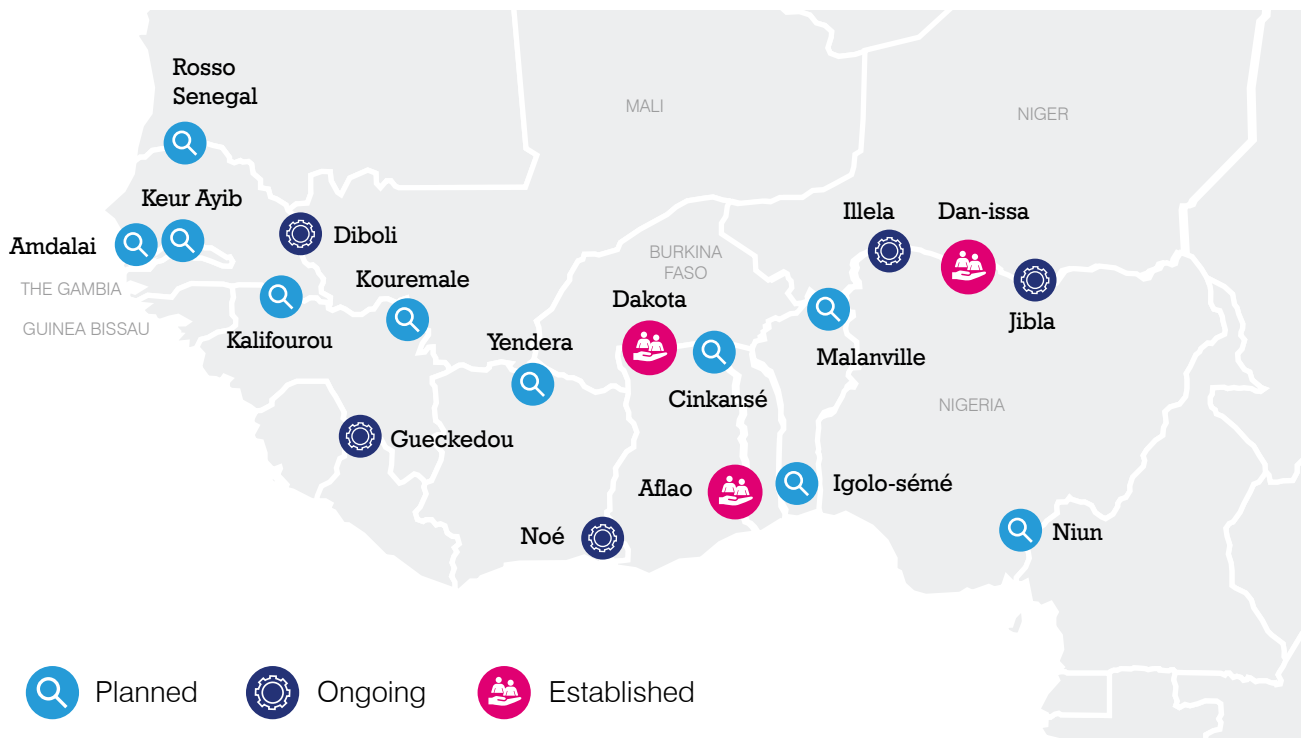 Rosso
Senegal
MALI
NIGER
Keur Ayib
Illela
Dan-issa
Amdalai
Diboli
BURKINA
FASO
THE GAMBIA
Kouremale
Dakota
GUINEA BISSAU
Kalifourou
Jibla
Yendera
Malanville
Cinkansé
NIGERIA
Gueckedou
Aflao
Igolo-sémé
Noé
Niun
Planned
Ongoing
Established